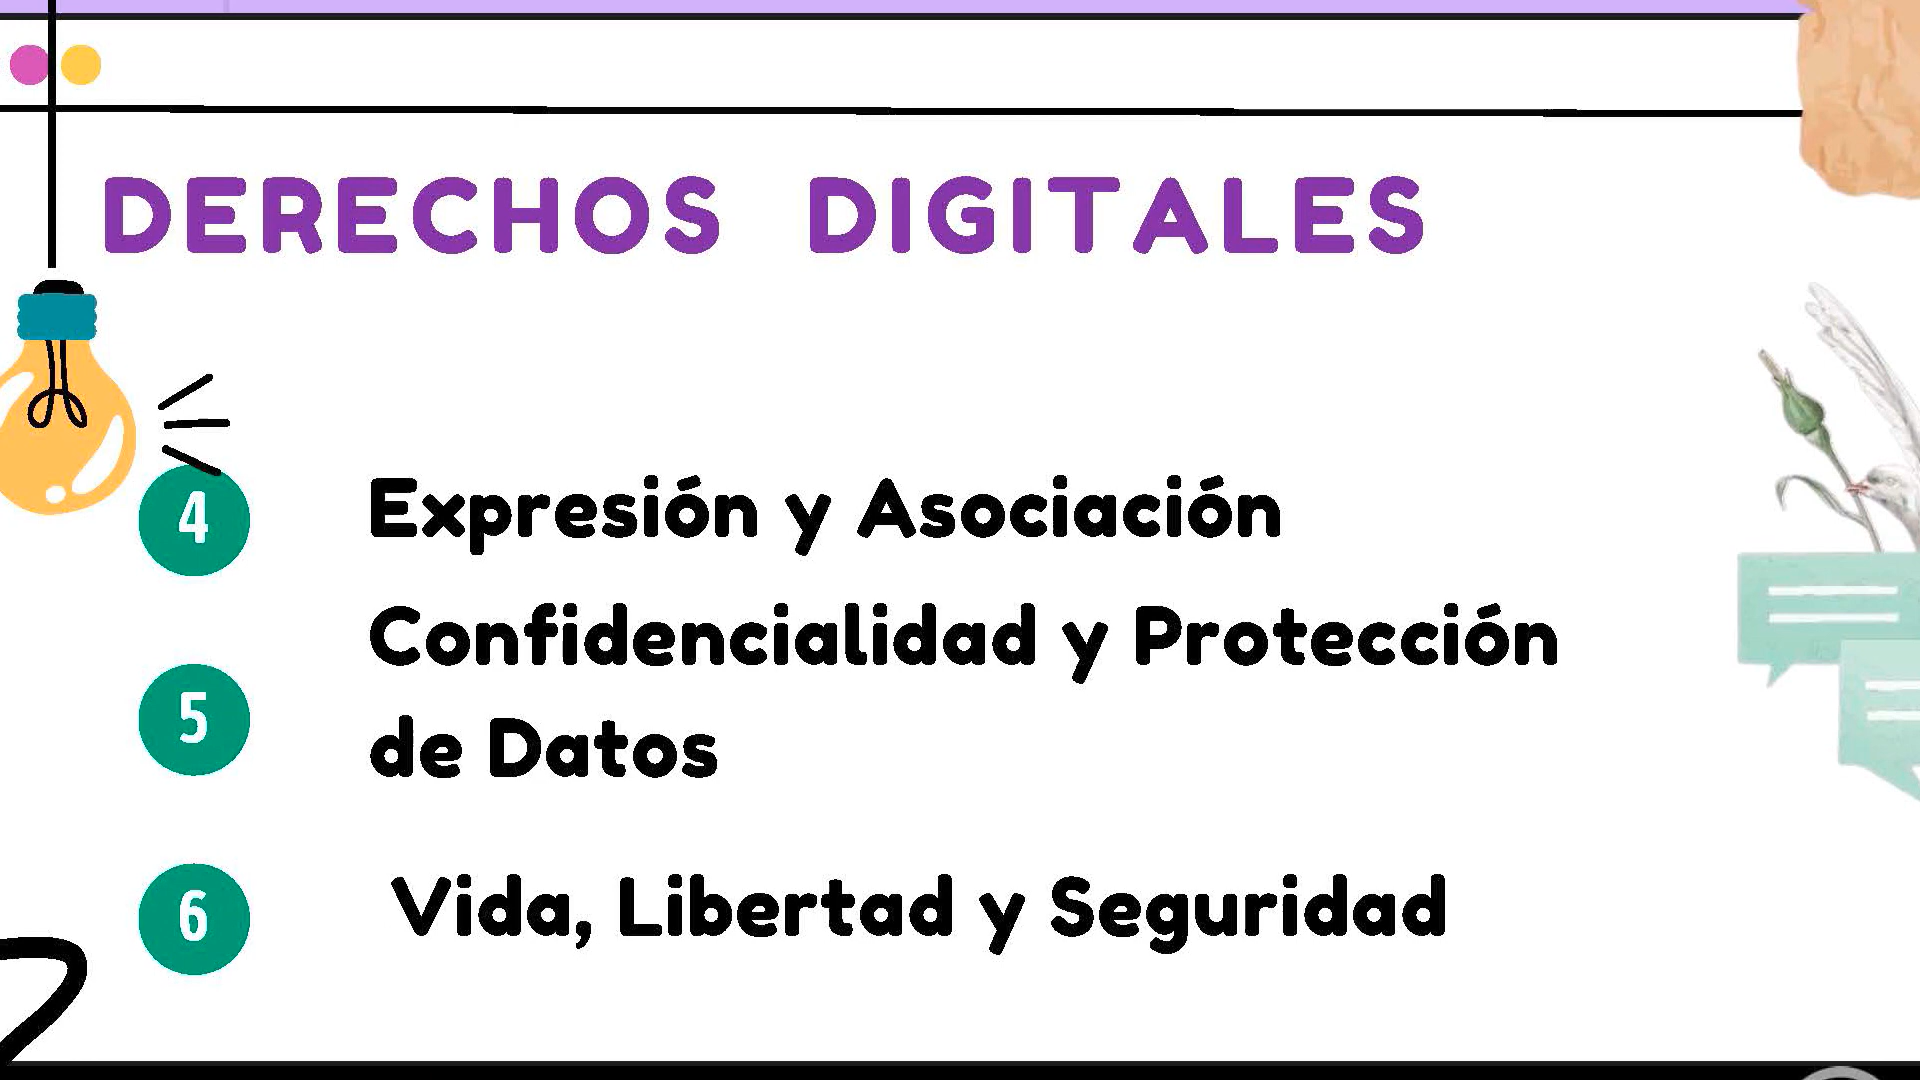 DERECHOS DIGITALES
4 Expresión y Asociación
Confidencialidad y Protección
5
de Datos
6 Vida, Libertad y Seguridad